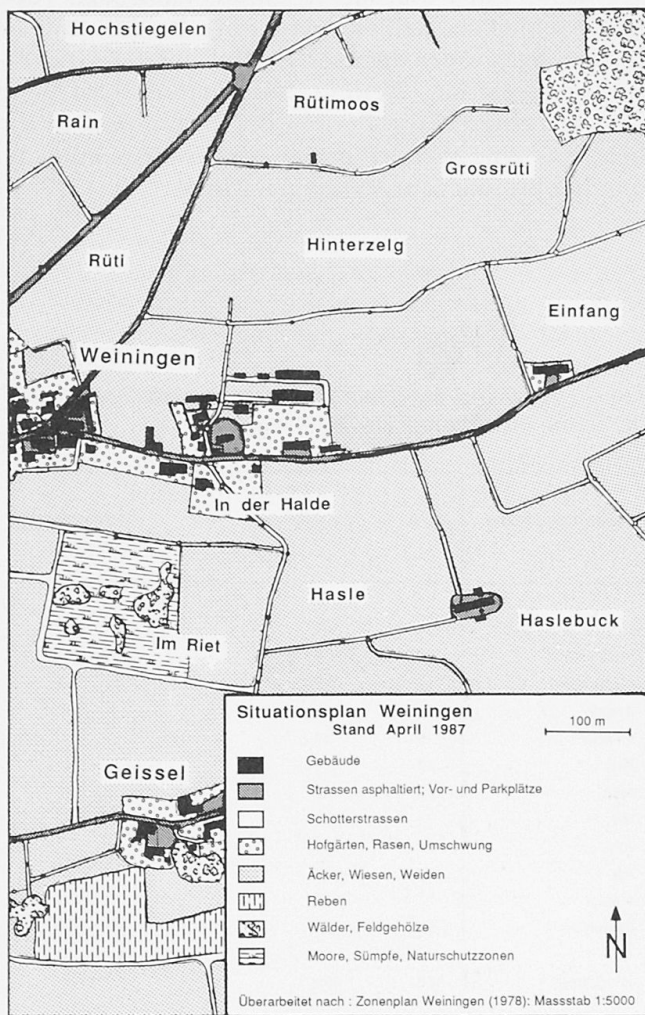 Hochstiegelen
Rütimoos
Rain
Grossrüti
Hinterzelg
Rüti
Einfang
Weiningen
In der Halde
Hasle
Haslebuck
Im Riet
Geissel
Situationsplan Weiningen
Stand April 1987
100 m
Gebäude
Strassen asphaltiert; Vor- und Parkplätze
Schotterstrassen
Hofgärten, Rasen, Umschwung
Äcker, Wiesen, Weiden
Reben
Wälder, Feldgehölze
Moore, Sümpfe, Naturschutzzonen
N
Überarbeitet nach : Zonenplan Weiningen (1978): Massstab 1:5000